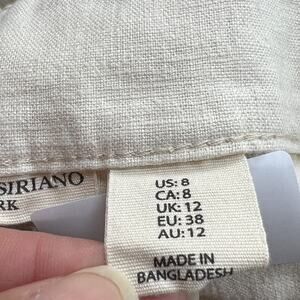 SIRIANO
RK
US: 8
CA: 8
UK: 12
EU: 38
AU: 12
MADE IN
BANGLADESH